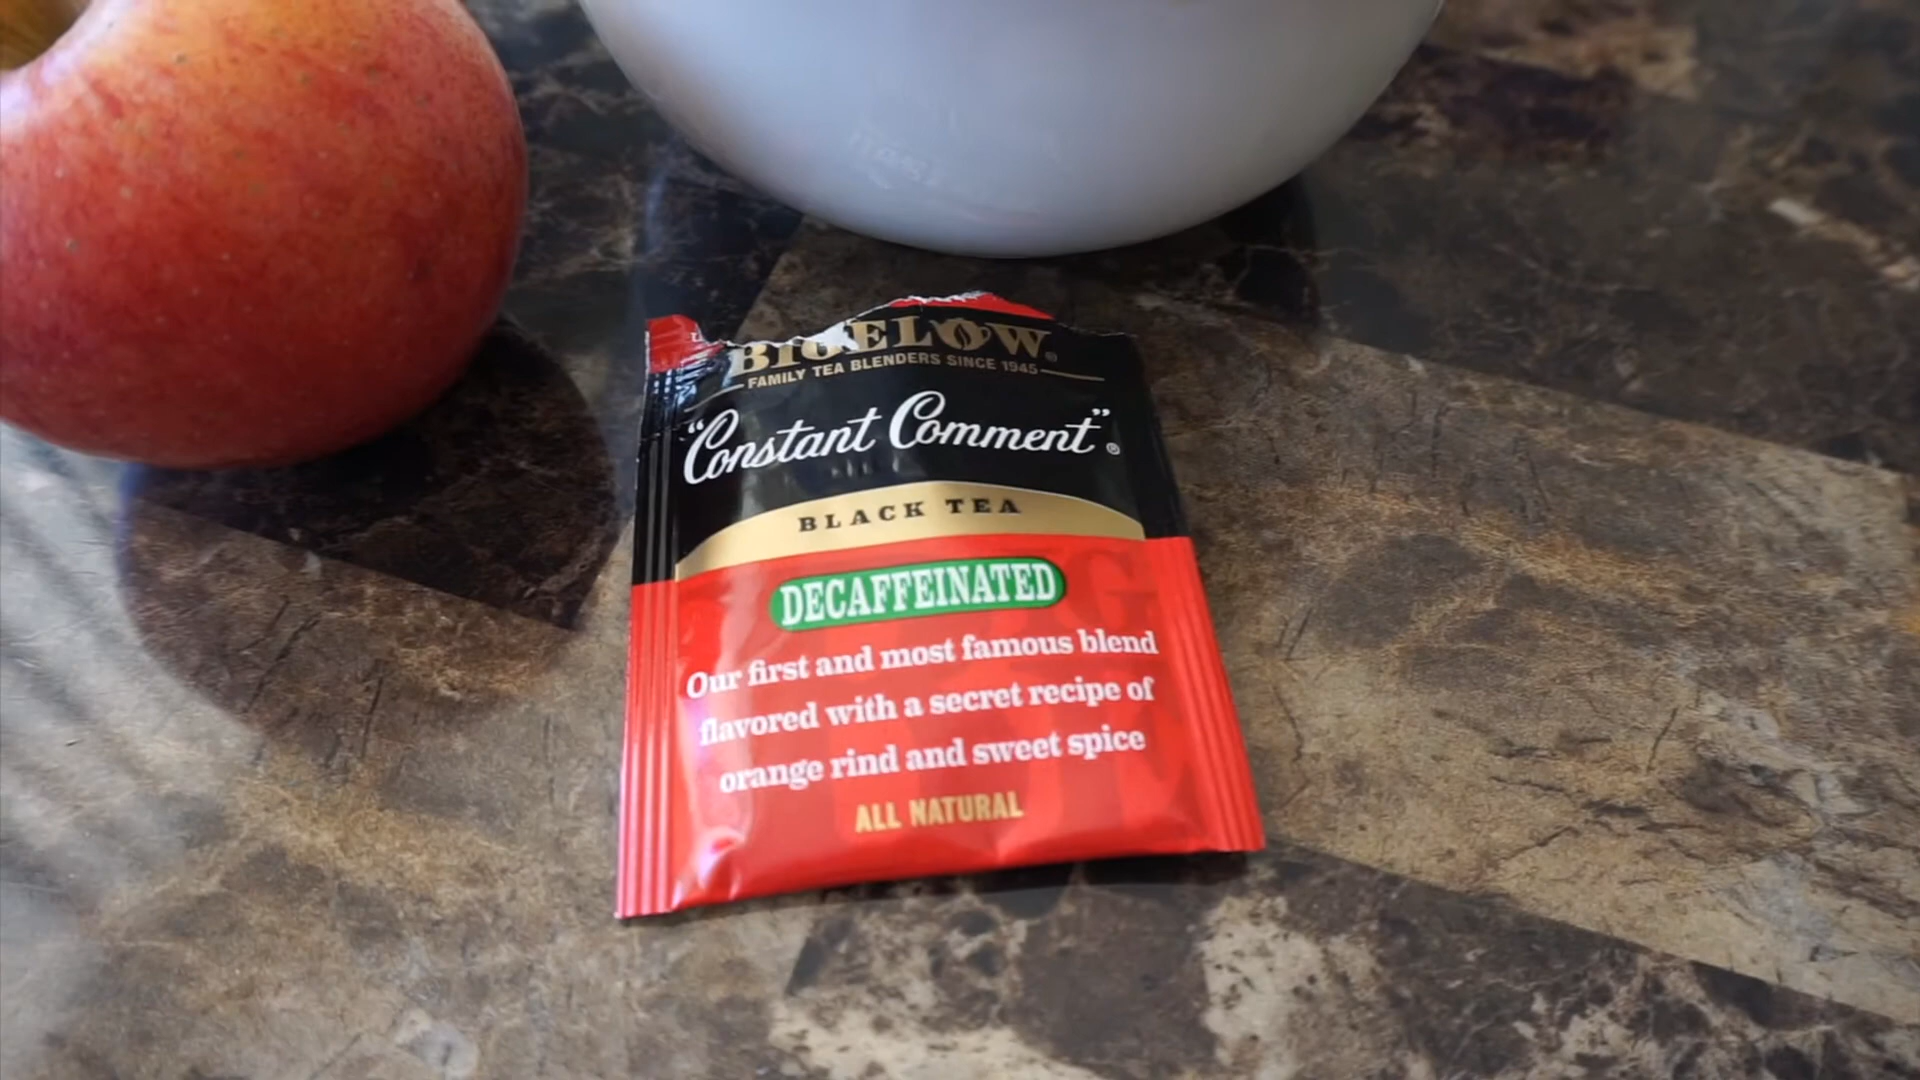 BIGELOW®
FAMILY TEA BLENDERS SINCE 1945
“Constant Comment”®
BLACK TEA
DECAFFEINATED
Our first and most famous blend
flavored with a secret recipe of
orange rind and sweet spice
ALL NATURAL